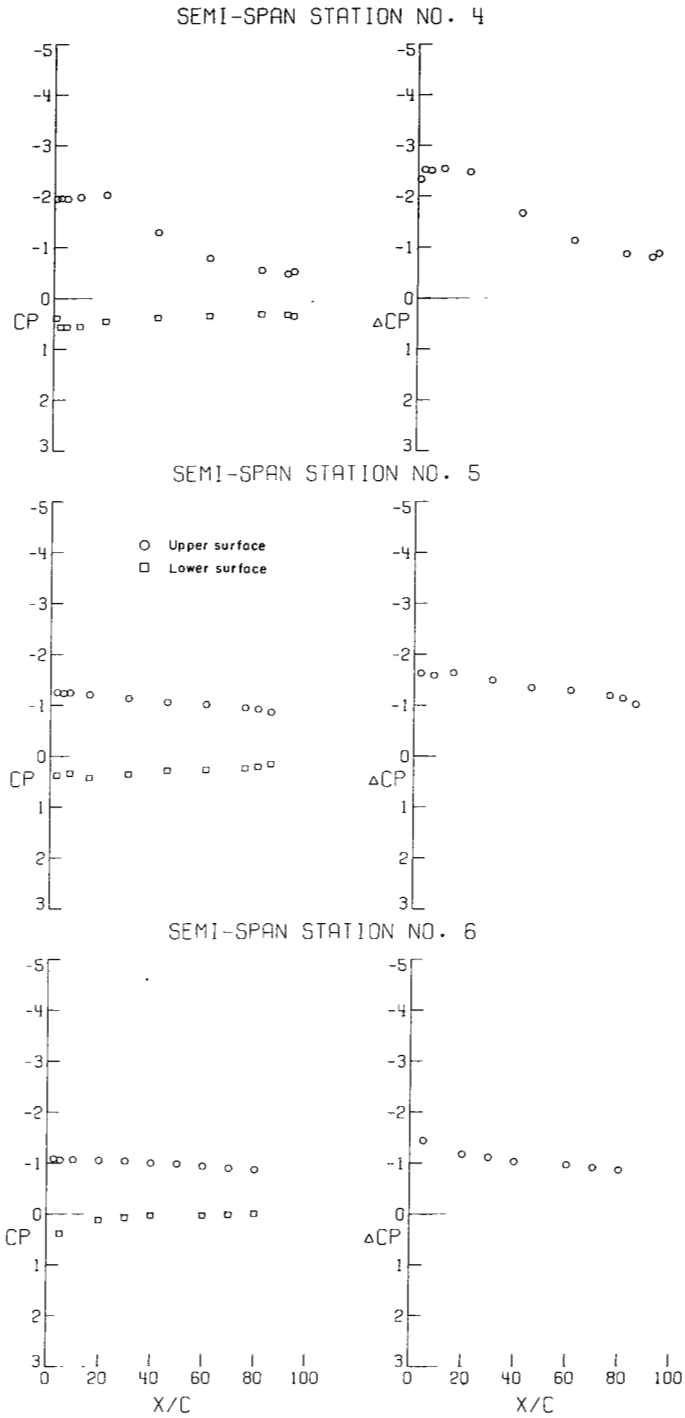 SEMI-SPAN STATION NO. 4
-5 -5
-4 -4
-3 -3
-2 -2
-1 -1
0 0
CP ΔCP
1 1
2 2
3 3
SEMI-SPAN STATION NO. 5
-5 -5
○ Upper surface
-4 -4
□ Lower surface
-3 -3
-2 -2
-1 -1
0 0
CP ΔCP
1 1
2 2
3 3
SEMI-SPAN STATION NO. 6
-5 -5
-4 -4
-3 -3
-2 -2
-1 -1
0 0
CP ΔCP
1 1
2 2
3 3
0 20 40 60 80 100 0 20 40 60 80 100
X/C X/C